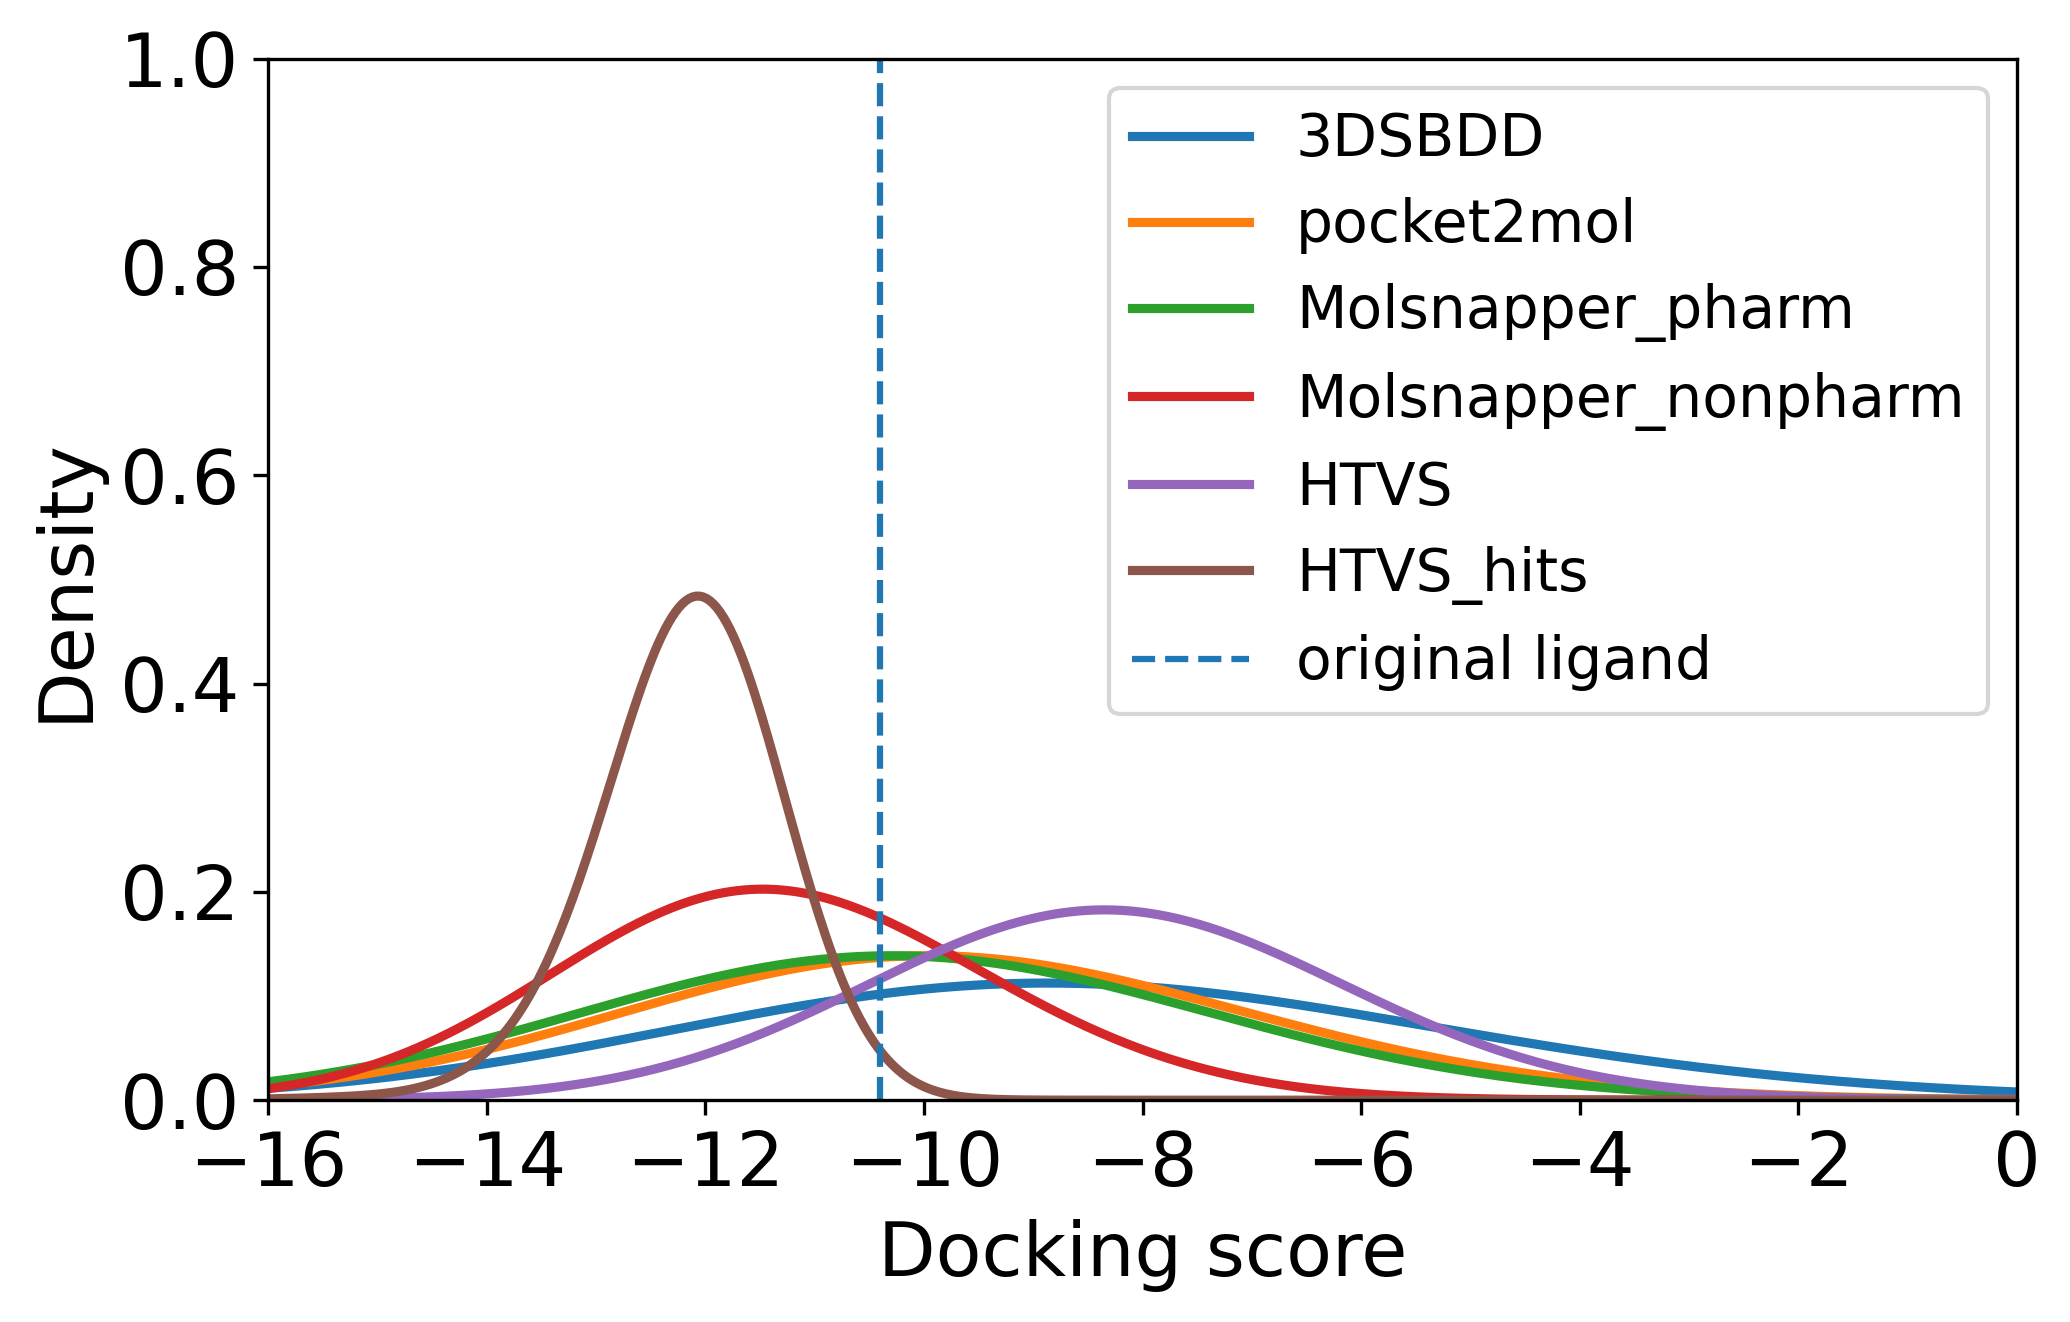 1.0
0.8
0.6
0.4
0.2
0.0
Density
3DSBDD
pocket2mol
Molsnapper_pharm
Molsnapper_nonpharm
HTVS
HTVS_hits
original ligand
−16 −14 −12 −10 −8 −6 −4 −2 0
Docking score